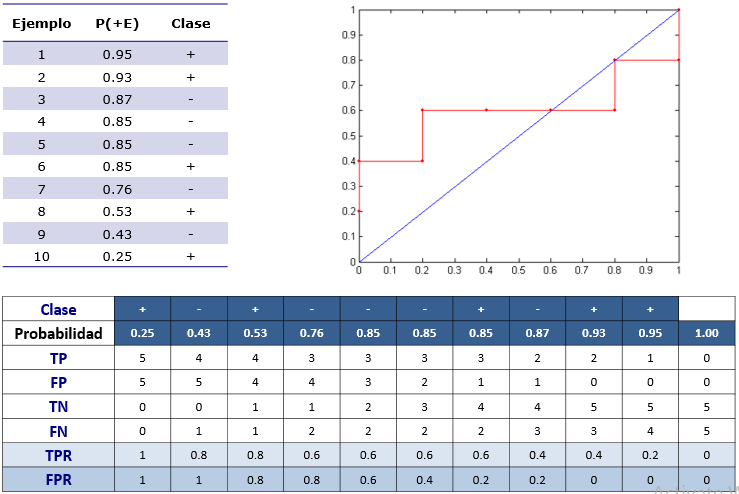 Ejemplo P(+E) Clase
1 0.95 +
2 0.93 +
3 0.87 -
4 0.85 -
5 0.85 -
6 0.85 +
7 0.76 -
8 0.53 +
9 0.43 -
10 0.25 +
1
0.9
0.8
0.7
0.6
0.5
0.4
0.3
0.2
0.1
0
0 0.1 0.2 0.3 0.4 0.5 0.6 0.7 0.8 0.9 1
Clase + - + - - - + - + +
Probabilidad 0.25 0.43 0.53 0.76 0.85 0.85 0.85 0.87 0.93 0.95 1.00
TP 5 4 4 3 3 3 3 2 2 1 0
FP 5 5 4 4 3 2 1 1 0 0 0
TN 0 0 1 1 2 3 4 4 5 5 5
FN 0 1 1 2 2 2 2 3 3 4 5
TPR 1 0.8 0.8 0.6 0.6 0.6 0.6 0.4 0.4 0.2 0
FPR 1 1 0.8 0.8 0.6 0.4 0.2 0.2 0 0 0